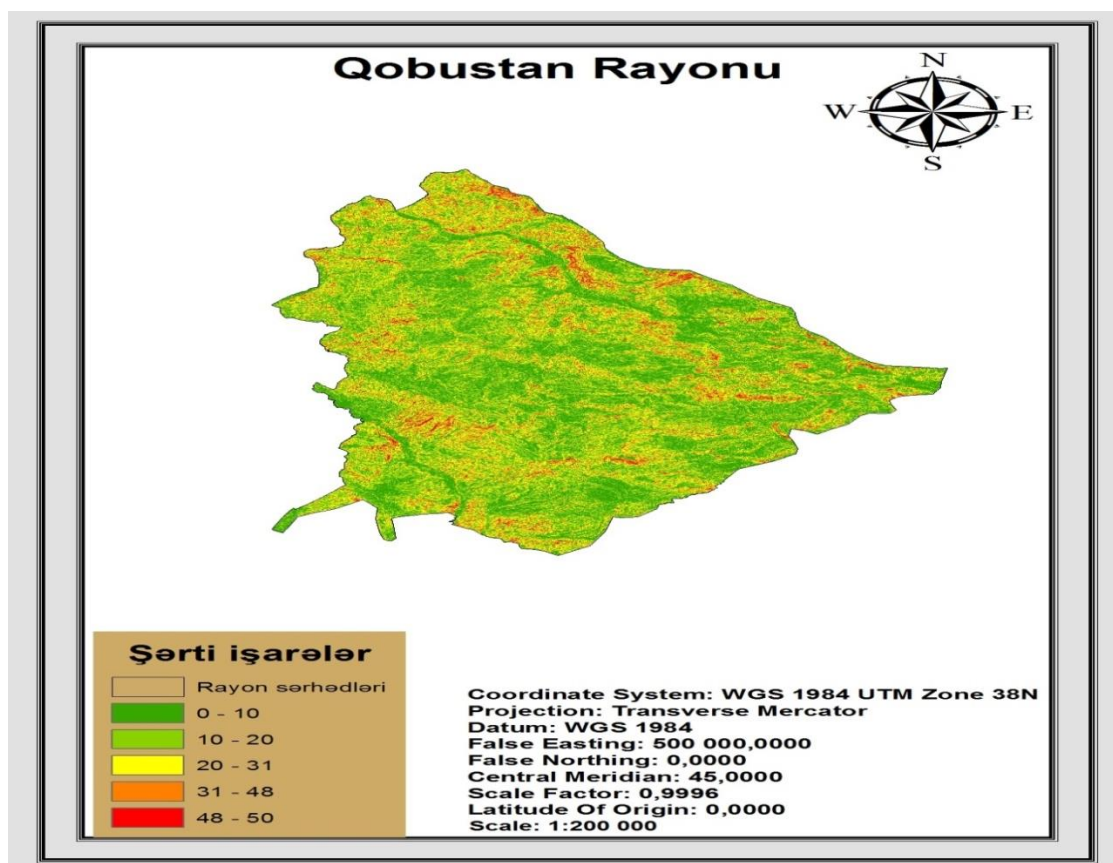 Qobustan Rayonu
N
W
E
S
Şərti işarələr
Rayon sərhədləri
0 - 10
10 - 20
20 - 31
31 - 48
48 - 50
Coordinate System: WGS 1984 UTM Zone 38N
Projection: Transverse Mercator
Datum: WGS 1984
False Easting: 500 000,0000
False Northing: 0,0000
Central Meridian: 45,0000
Scale Factor: 0,9996
Latitude Of Origin: 0,0000
Scale: 1:200 000